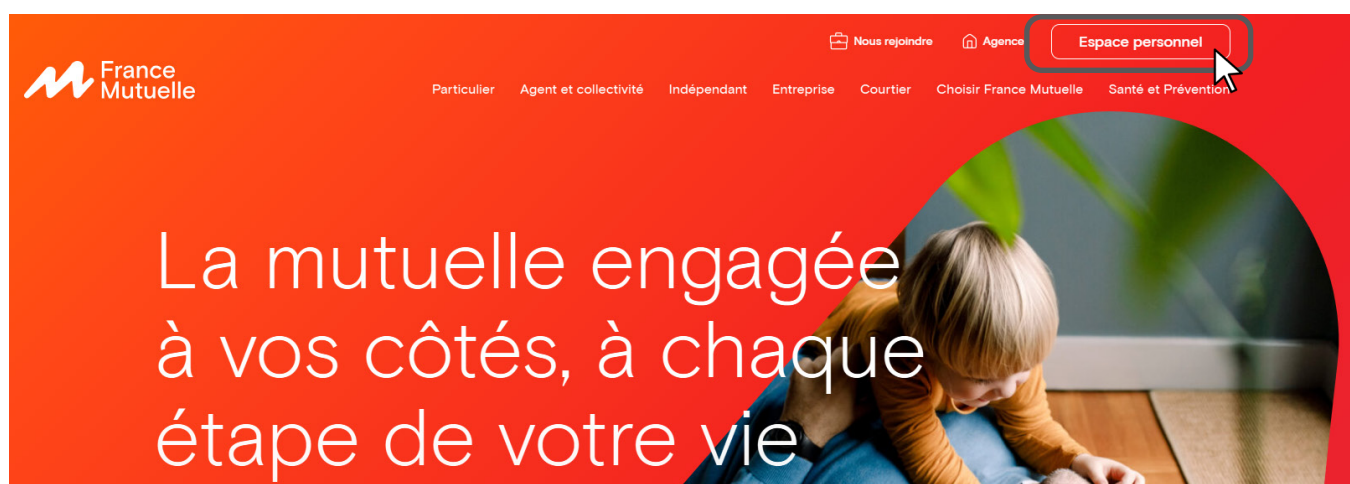 Nous rejoindre Agence Espace personnel
France
Mutuelle
Particulier Agent et collectivité Indépendant Entreprise Courtier Choisir France Mutuelle Santé et Prévention
La mutuelle engagée
à vos côtés, à chaque
étape de votre vie